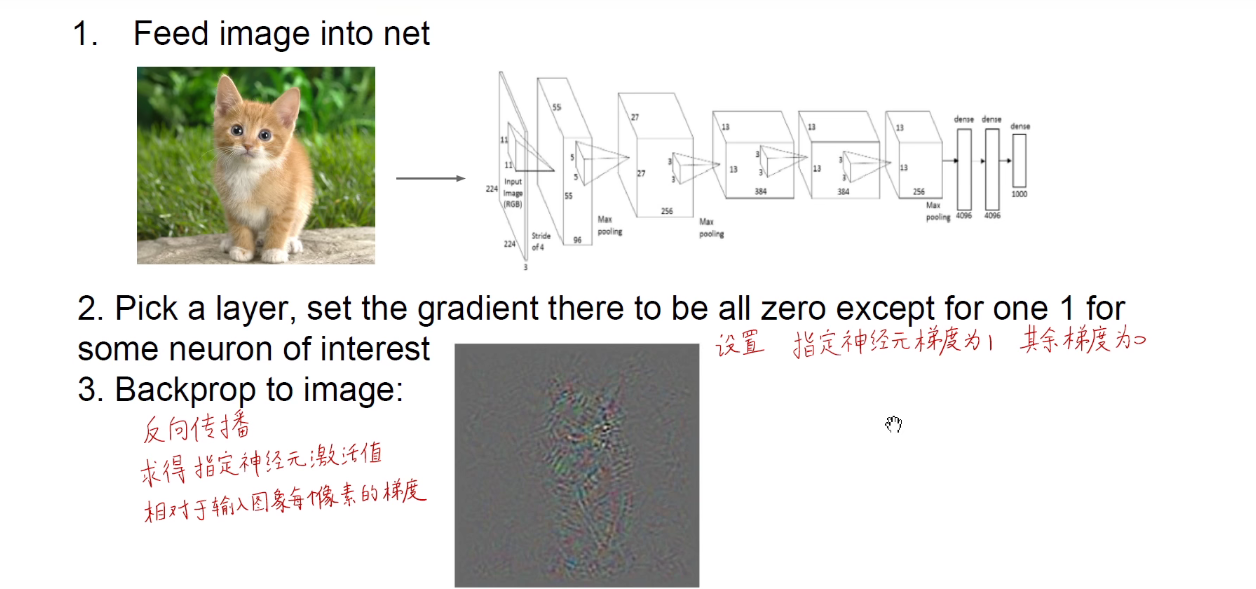 1. Feed image into net
55
27
13
13
13
dense
dense
dense
11
11
5
5
3
3
3
3
3
3
224
Input
Image
(RGB)
55
27
13
13
13
384
384
256
256
1000
Max
pooling
4096
4096
Max
pooling
Max
pooling
224
Stride
of 4
96
3
2. Pick a layer, set the gradient there to be all zero except for one 1 for
some neuron of interest
设置 指定神经元梯度为1 其余梯度为0
3. Backprop to image:
反向传播
求得指定神经元激活值
相对于输入图象每个像素的梯度